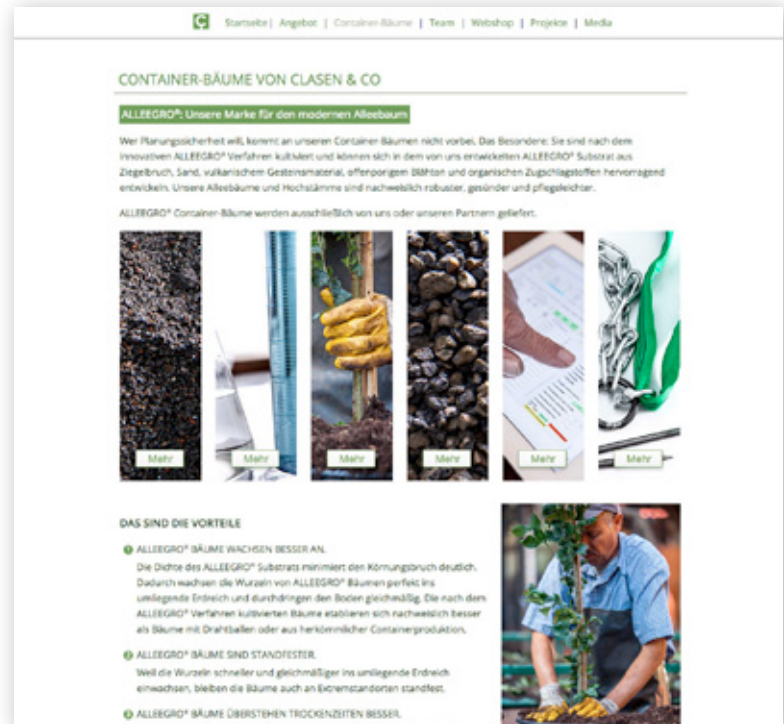 C Startseite | Angebot | Container-Bäume | Team | Webshop | Projekte | Media
CONTAINER-BÄUME VON CLASEN & CO
ALLEEGRO®: Unsere Marke für den modernen Alleebaum
Wer Planungssicherheit will, kommt an unseren Container-Bäumen nicht vorbei. Das Besondere: Sie sind nach dem
innovativen ALLEEGRO® Verfahren kultiviert und können sich in dem von uns entwickelten ALLEEGRO® Substrat aus
Ziegelbruch, Sand, vulkanischem Gesteinsmaterial, offenporigem Blähton und organischen Zugschlagstoffen hervorragend
entwickeln. Unsere Alleebäume und Hochstämme sind nachweislich robuster, gesünder und pflegeleichter.
ALLEEGRO® Container-Bäume werden ausschließlich von uns oder unseren Partnern geliefert.
Mehr Mehr Mehr Mehr Mehr Mehr
DAS SIND DIE VORTEILE
1 ALLEEGRO® BÄUME WACHSEN BESSER AN.
Die Dichte des ALLEEGRO® Substrats minimiert den Körnungsbruch deutlich.
Dadurch wachsen die Wurzeln von ALLEEGRO® Bäumen perfekt ins
umliegende Erdreich und durchdringen den Boden gleichmäßig. Die nach dem
ALLEEGRO® Verfahren kultivierten Bäume etablieren sich nachweislich besser
als Bäume mit Drahtballen oder aus herkömmlicher Containerproduktion.
2 ALLEEGRO® BÄUME SIND STANDFESTER.
Weil die Wurzeln schneller und gleichmäßiger ins umliegende Erdreich
einwachsen, bleiben die Bäume auch an Extremstandorten standfest.
3 ALLEEGRO® BÄUME ÜBERSTEHEN TROCKENZEITEN BESSER.